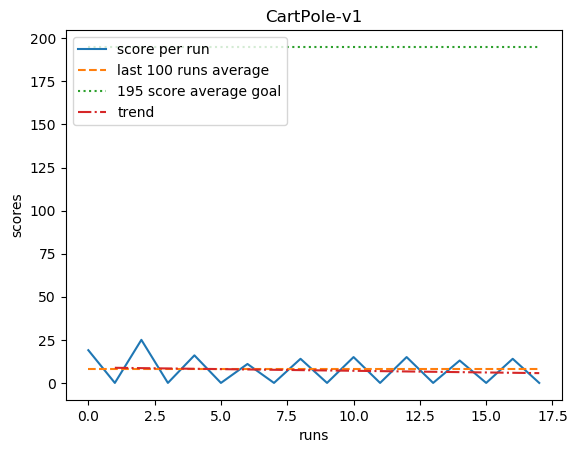 CartPole-v1
200
175
150
125
100
75
50
25
0
scores
score per run
last 100 runs average
195 score average goal
trend
0.0 2.5 5.0 7.5 10.0 12.5 15.0 17.5
runs